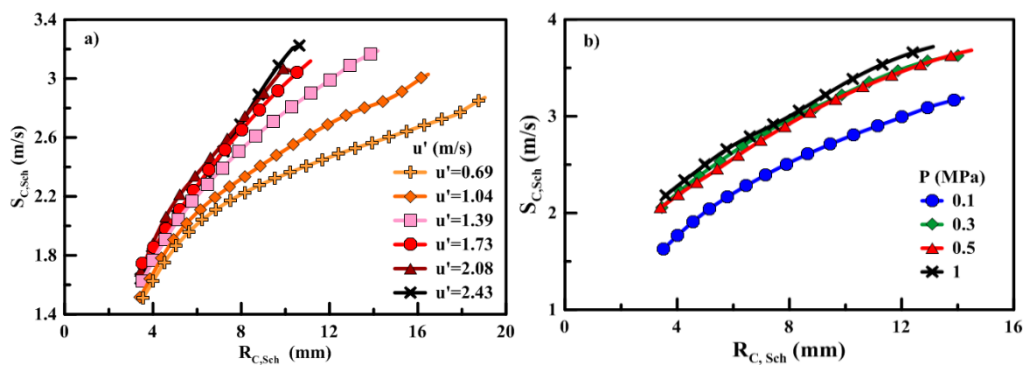 a)
3.4
3.0
2.6
2.2
1.8
1.4
S_C,Sch (m/s)
u' (m/s)
u'=0.69
u'=1.04
u'=1.39
u'=1.73
u'=2.08
u'=2.43
0 4 8 12 16 20
R_C,Sch (mm)
b)
4
3
2
1
S_C,Sch (m/s)
P (MPa)
0.1
0.3
0.5
1
0 4 8 12 16
R_C, Sch (mm)